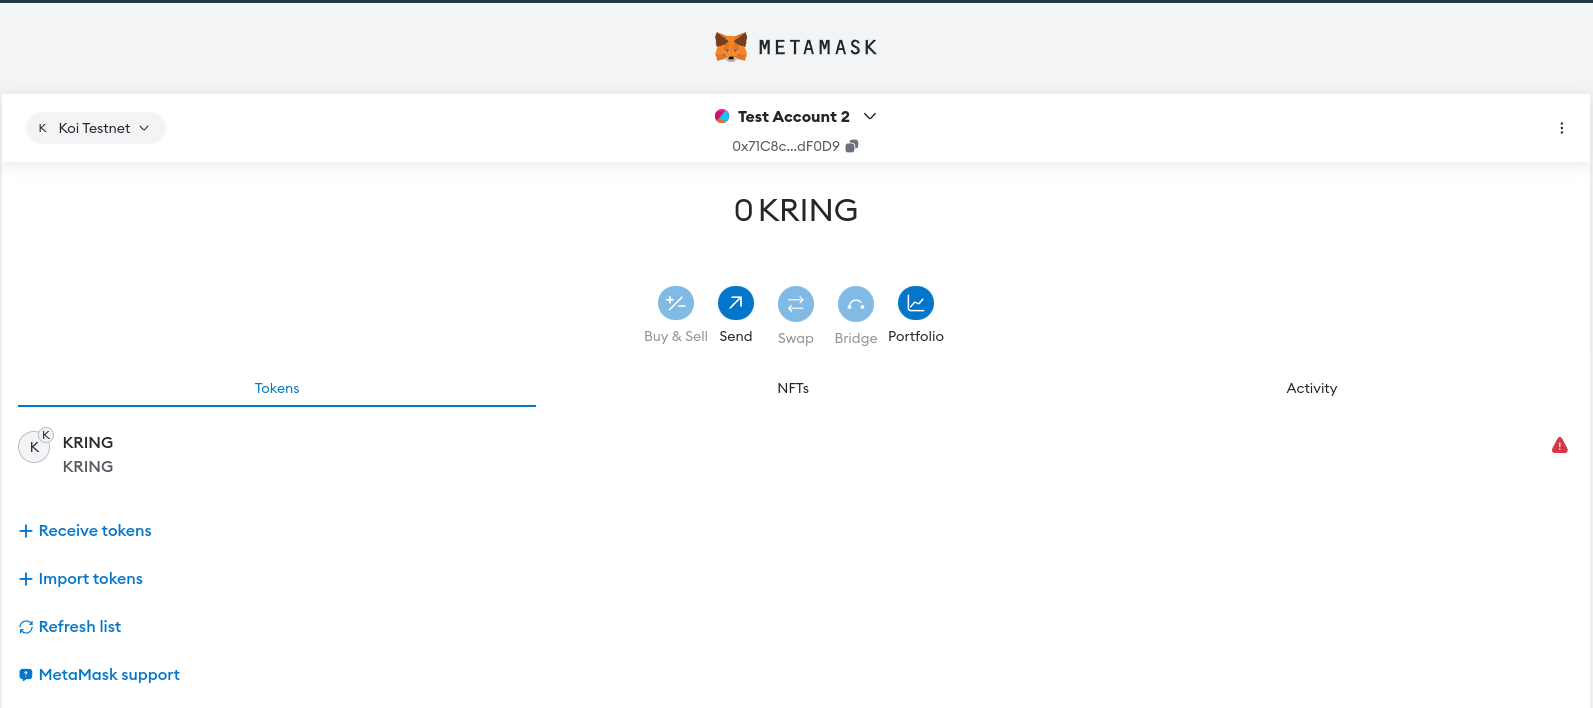 METAMASK
K Koi Testnet
Test Account 2
0x71C8c...dF0D9
0 KRING
Buy & Sell Send Swap Bridge Portfolio
Tokens NFTs Activity
K K KRING
KRING
Receive tokens
Import tokens
Refresh list
MetaMask support